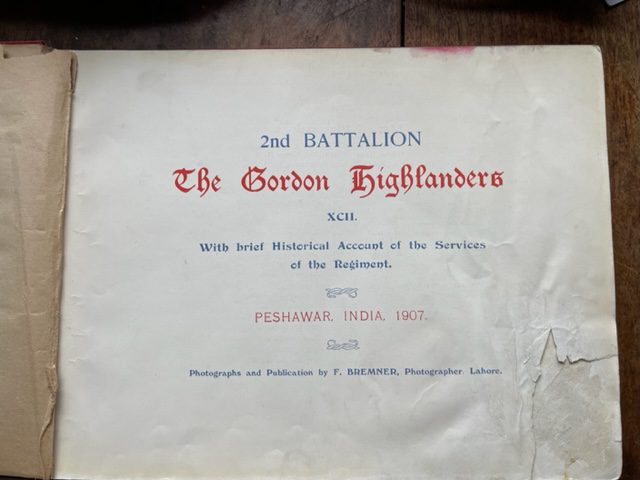 2nd BATTALION
The Gordon Highlanders
XCII.
With brief Historical Account of the Services
of the Regiment.
PESHAWAR, INDIA, 1907.
Photographs and Publication by F. BREMNER, Photographer Lahore.